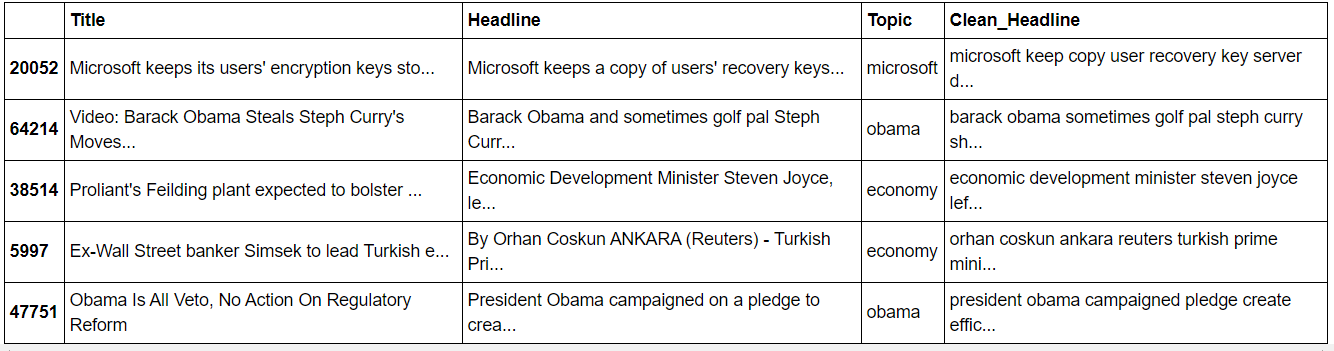 Title Headline Topic Clean_Headline
20052 Microsoft keeps its users' encryption keys sto... Microsoft keeps a copy of users' recovery keys... microsoft microsoft keep copy user recovery key server
d...
64214 Video: Barack Obama Steals Steph Curry's
Moves... Barack Obama and sometimes golf pal Steph
Curr... obama barack obama sometimes golf pal steph curry
sh...
38514 Proliant's Feilding plant expected to bolster ... Economic Development Minister Steven Joyce,
le... economy economic development minister steven joyce
lef...
5997 Ex-Wall Street banker Simsek to lead Turkish e... By Orhan Coskun ANKARA (Reuters) - Turkish
Pri... economy orhan coskun ankara reuters turkish prime
mini...
47751 Obama Is All Veto, No Action On Regulatory
Reform President Obama campaigned on a pledge to
crea... obama president obama campaigned pledge create
effic...